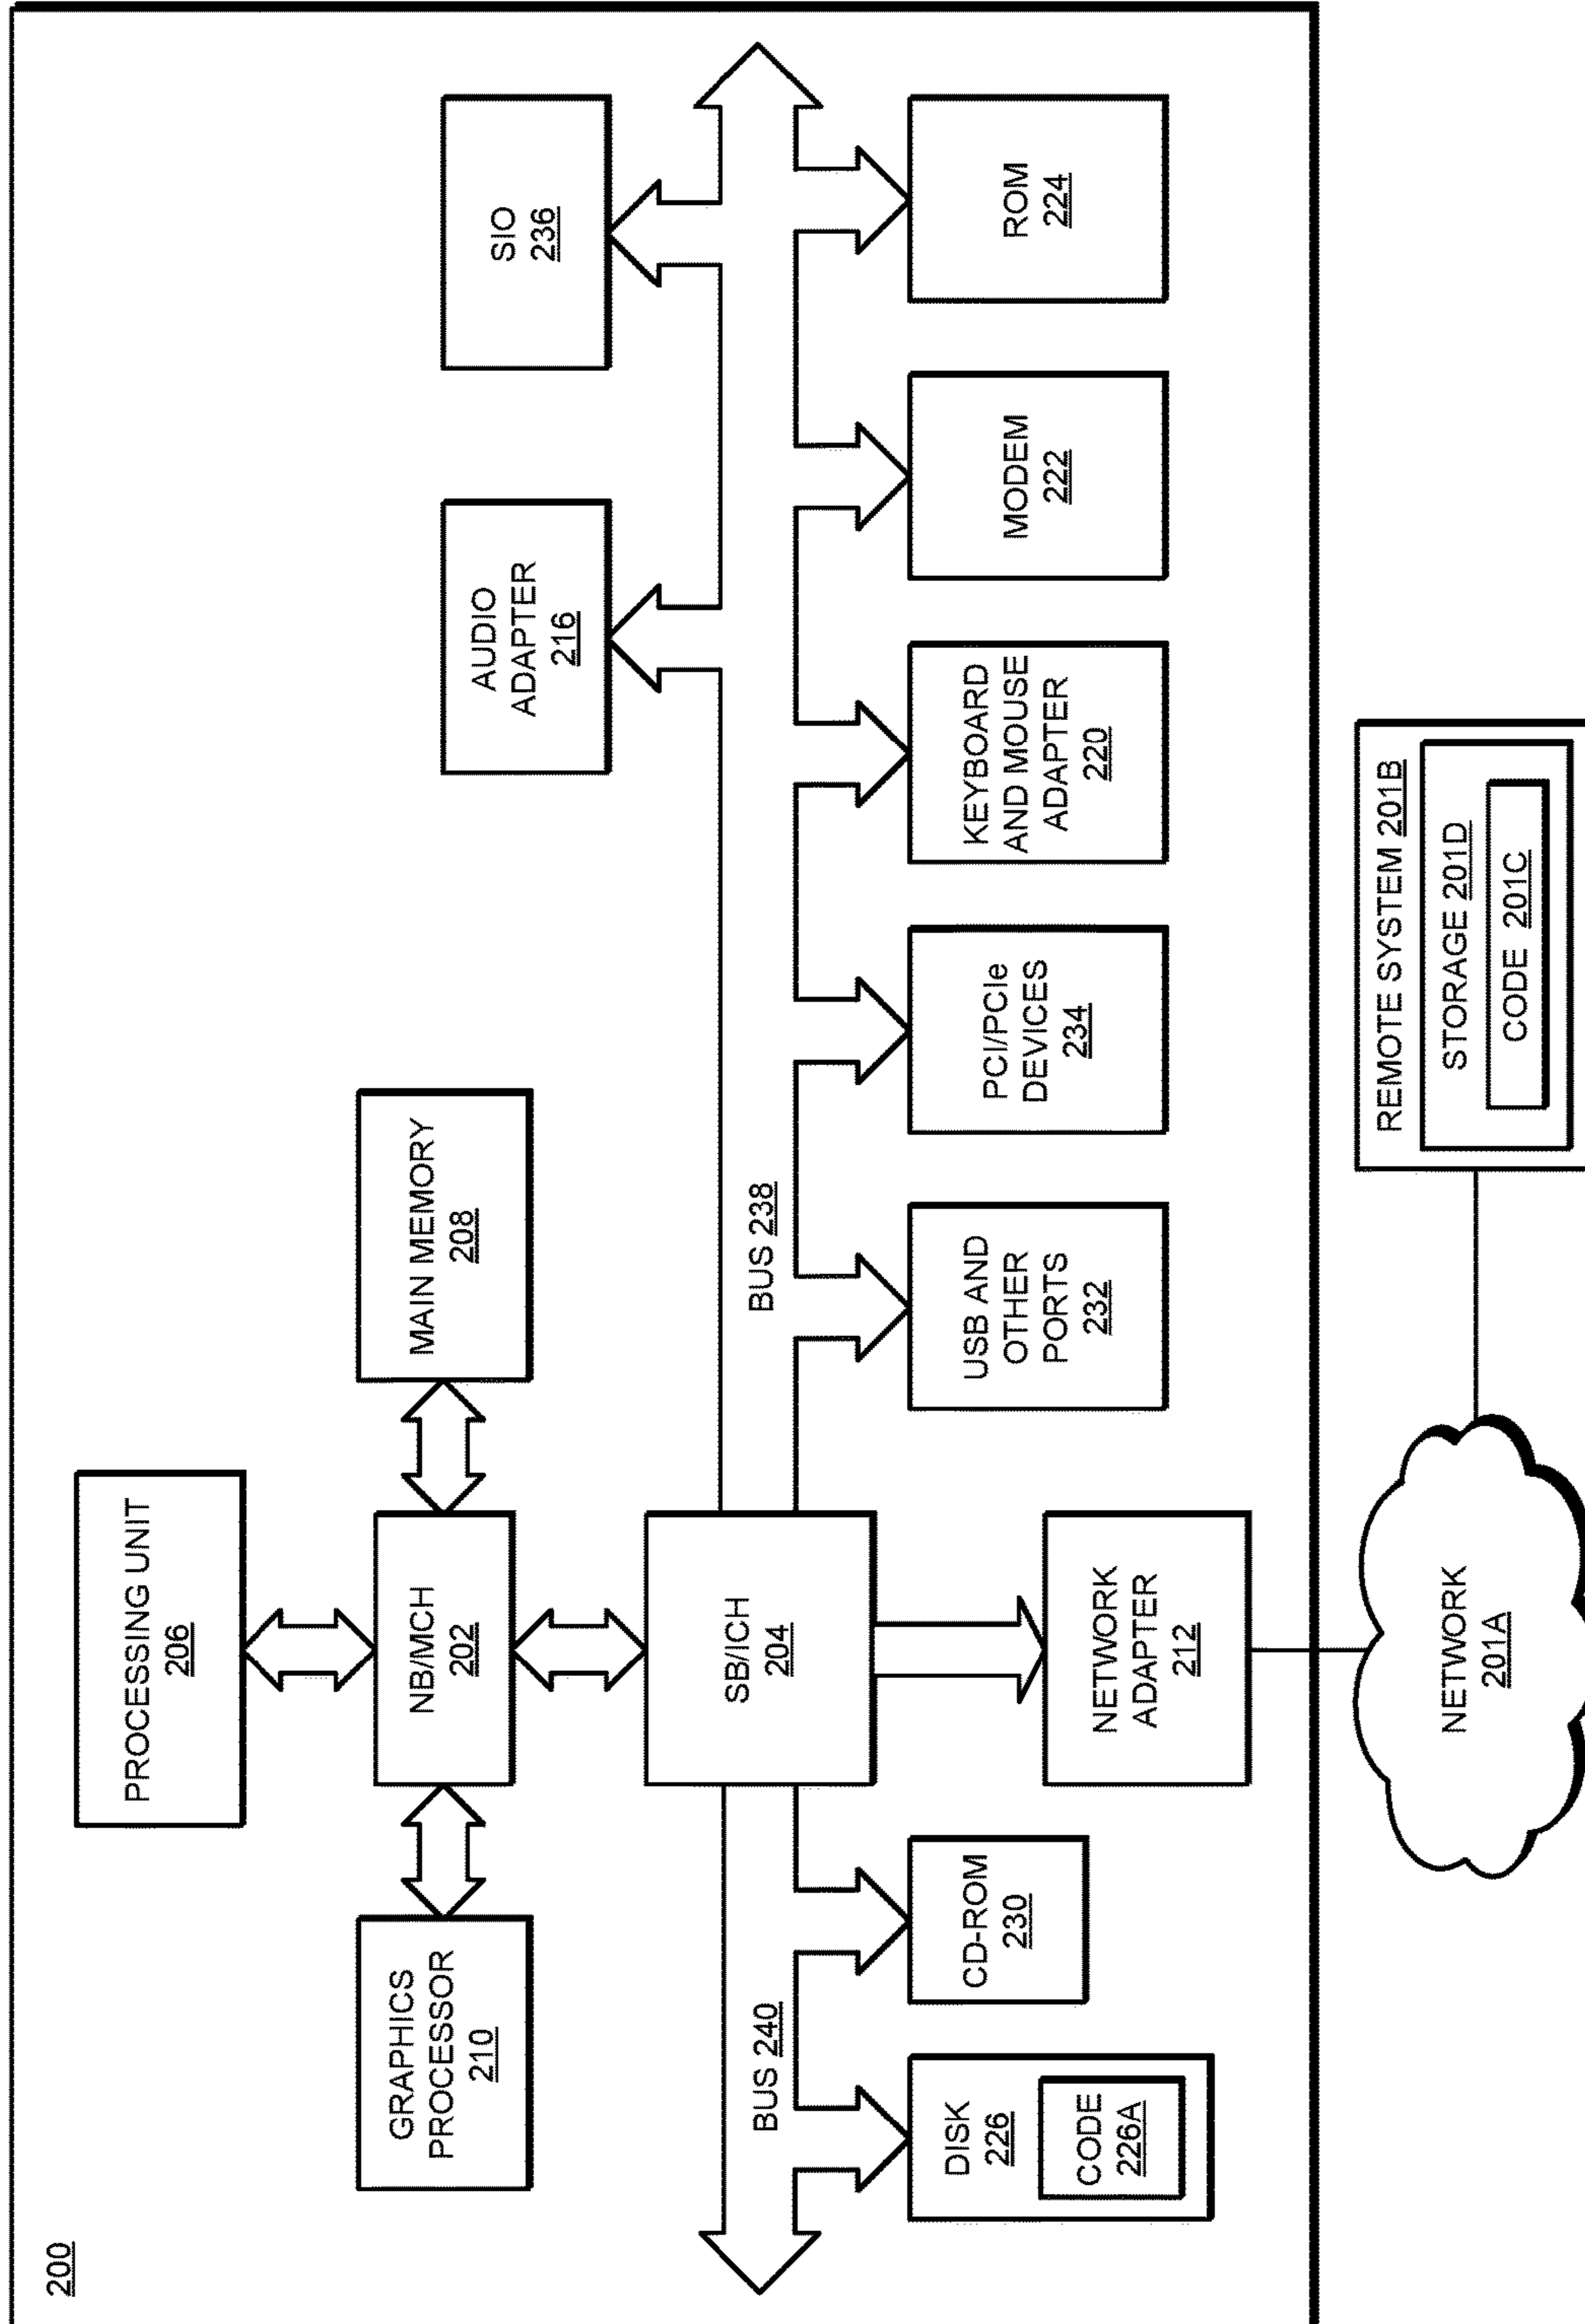 200
PROCESSING UNIT
206
GRAPHICS
PROCESSOR
210
NB/MCH
202
MAIN MEMORY
208
AUDIO
ADAPTER
216
SIO
236
SB/ICH
204
BUS 240
BUS 238
DISK
226
CODE
226A
CD-ROM
230
USB AND
OTHER
PORTS
232
PCI/PCIe
DEVICES
234
KEYBOARD
AND MOUSE
ADAPTER
220
MODEM
222
ROM
224
NETWORK
ADAPTER
212
NETWORK
201A
REMOTE SYSTEM 201B
STORAGE 201D
CODE 201C